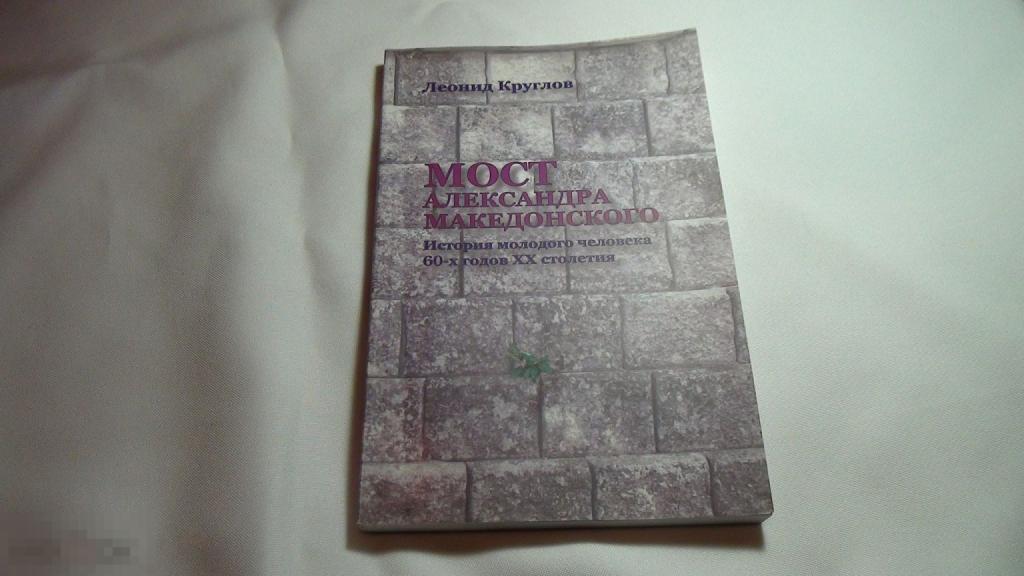 Леонид Круглов
МОСТ
АЛЕКСАНДРА
МАКЕДОНСКОГО
История молодого человека
60-х годов XX столетия